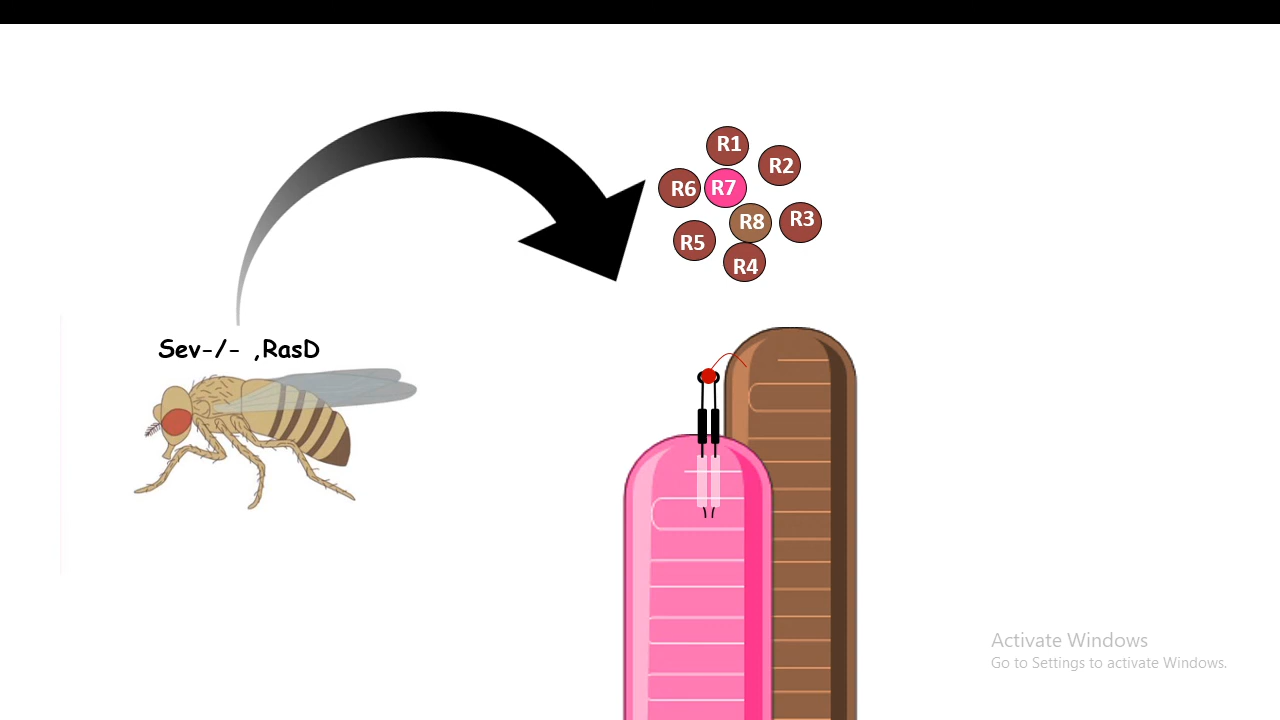 R1
R2
R6
R7
R8
R3
R5
R4
Sev-/- ,RasD
Activate Windows
Go to Settings to activate Windows.